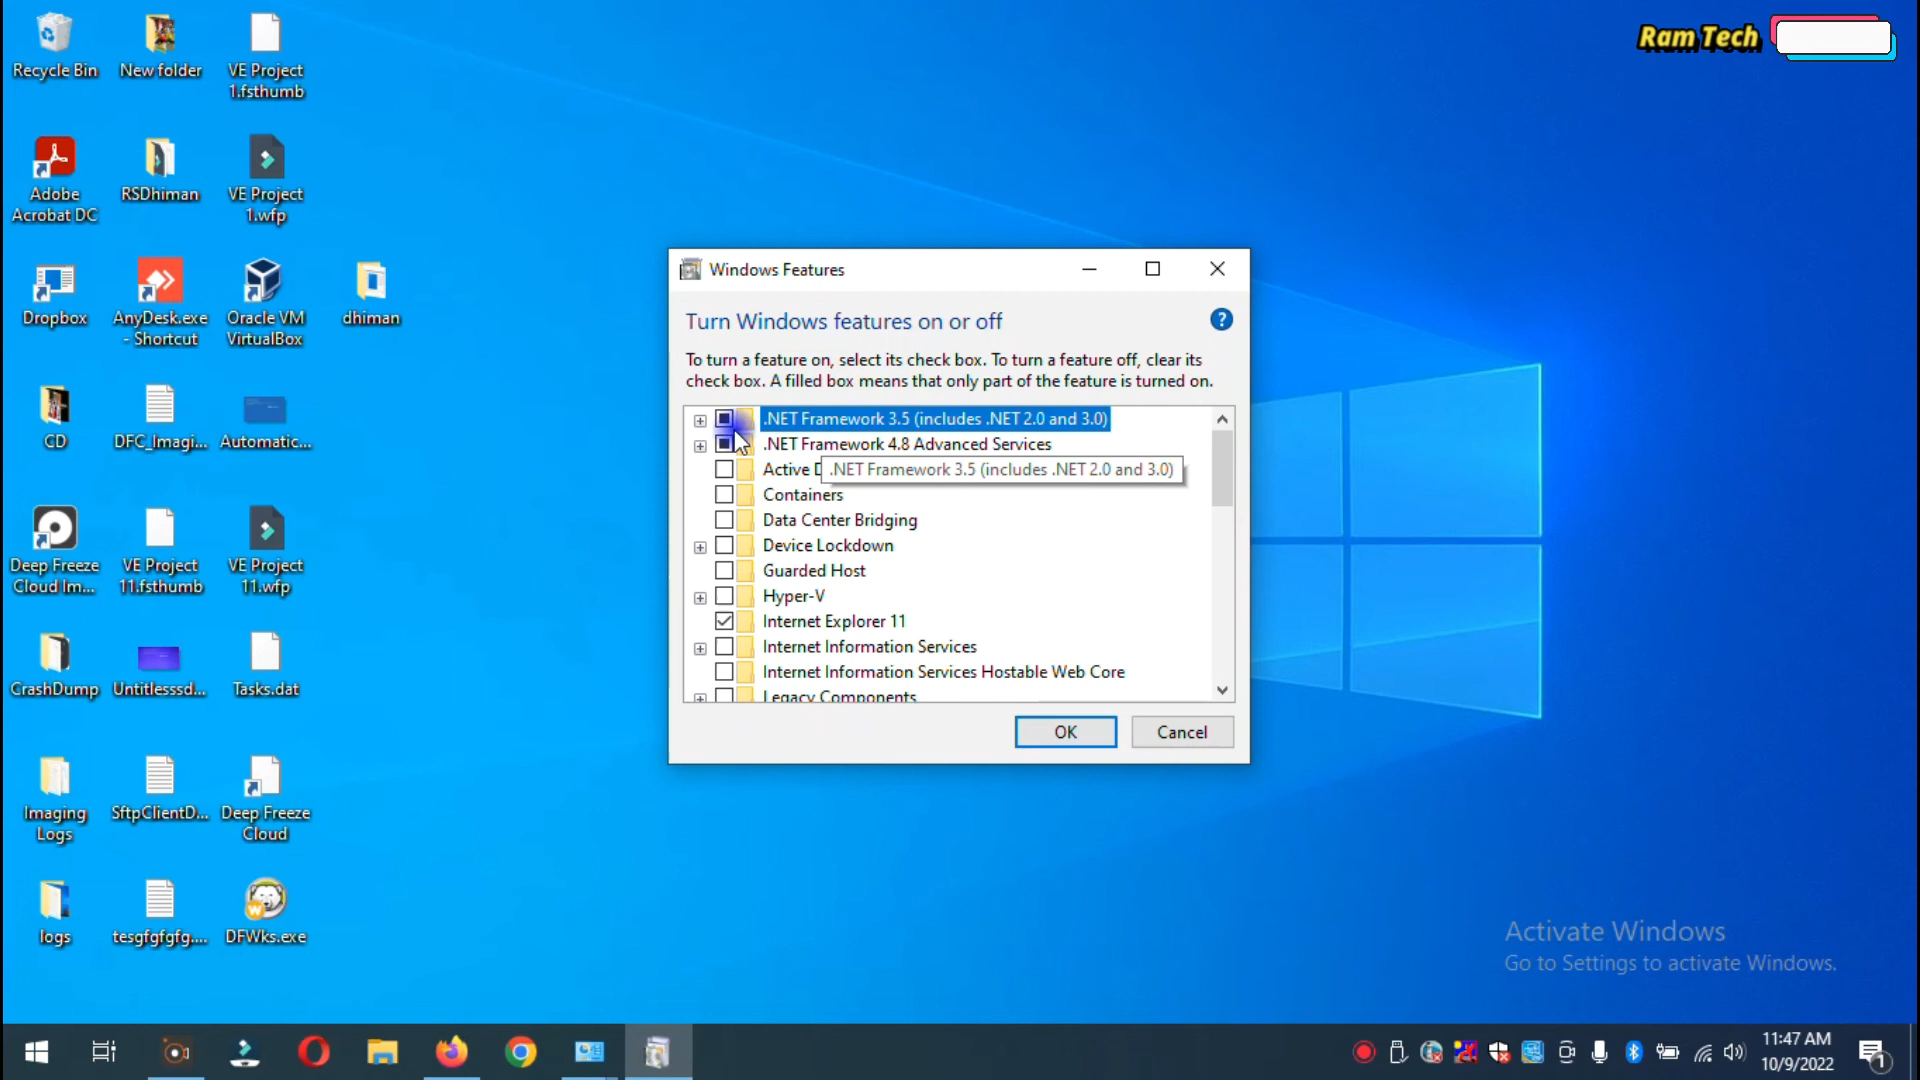 Recycle Bin
New folder
VE Project
1.fsthumb
Adobe
Acrobat DC
RSDhiman
VE Project
1.wfp
Dropbox
AnyDesk.exe
- Shortcut
Oracle VM
VirtualBox
dhiman
CD
DFC_Imagi...
Automatic...
Deep Freeze
Cloud Im...
VE Project
11.fsthumb
VE Project
11.wfp
CrashDump
Untitlesssd...
Tasks.dat
Imaging
Logs
SftpClientD...
Deep Freeze
Cloud
logs
tesgfgfgfg....
DFWks.exe
Ram Tech
Windows Features
Turn Windows features on or off
To turn a feature on, select its check box. To turn a feature off, clear its
check box. A filled box means that only part of the feature is turned on.
.NET Framework 3.5 (includes .NET 2.0 and 3.0)
.NET Framework 4.8 Advanced Services
Active D
.NET Framework 3.5 (includes .NET 2.0 and 3.0)
Containers
Data Center Bridging
Device Lockdown
Guarded Host
Hyper-V
Internet Explorer 11
Internet Information Services
Internet Information Services Hostable Web Core
Legacy Components
OK
Cancel
Activate Windows
Go to Settings to activate Windows.
11:47 AM
10/9/2022
1